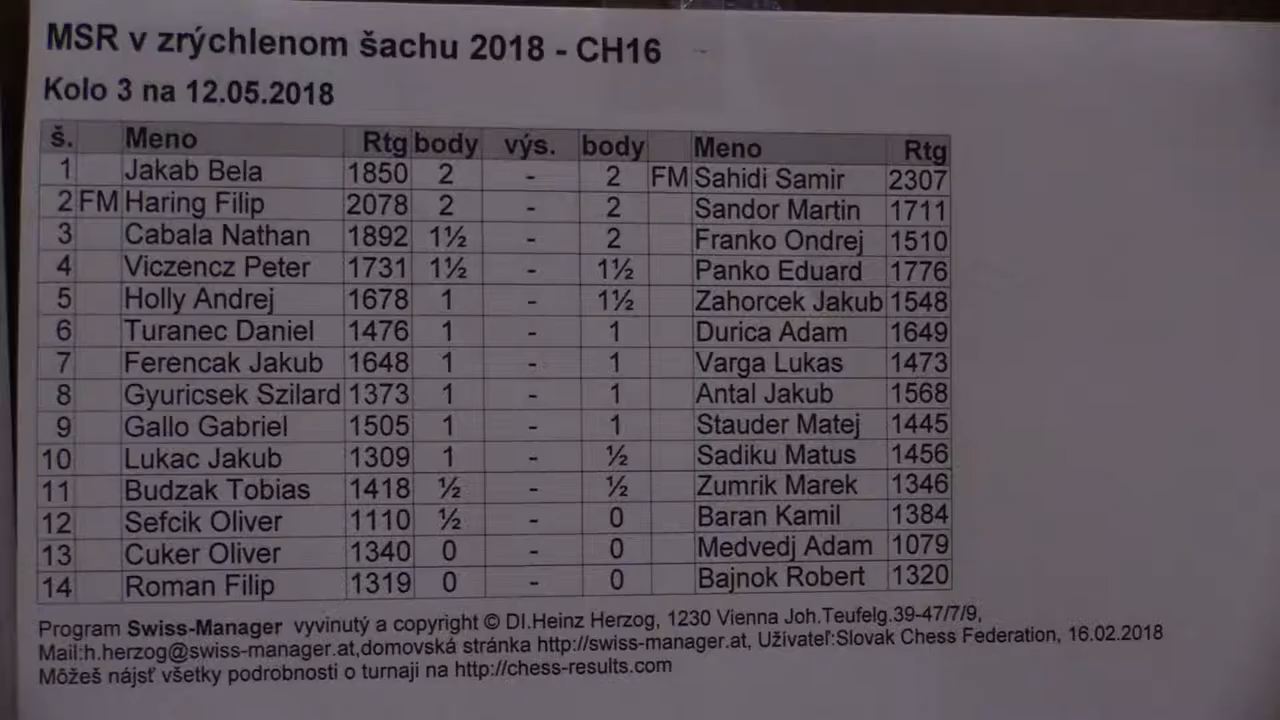 MSR v zrýchlenom šachu 2018 - CH16
Kolo 3 na 12.05.2018
š. Meno Rtg body výs. body Meno Rtg
1 Jakab Bela 1850 2 - 2 FM Sahidi Samir 2307
2 FM Haring Filip 2078 2 - 2 Sandor Martin 1711
3 Cabala Nathan 1892 1½ - 2 Franko Ondrej 1510
4 Viczencz Peter 1731 1½ - 1½ Panko Eduard 1776
5 Holly Andrej 1678 1 - 1½ Zahorcek Jakub 1548
6 Turanec Daniel 1476 1 - 1 Durica Adam 1649
7 Ferencak Jakub 1648 1 - 1 Varga Lukas 1473
8 Gyuricsek Szilard 1373 1 - 1 Antal Jakub 1568
9 Gallo Gabriel 1505 1 - 1 Stauder Matej 1445
10 Lukac Jakub 1309 1 - ½ Sadiku Matus 1456
11 Budzak Tobias 1418 ½ - ½ Zumrik Marek 1346
12 Sefcik Oliver 1110 ½ - 0 Baran Kamil 1384
13 Cuker Oliver 1340 0 - 0 Medvedj Adam 1079
14 Roman Filip 1319 0 - 0 Bajnok Robert 1320
Program Swiss-Manager vyvinutý a copyright © DI.Heinz Herzog, 1230 Vienna Joh.Teufelg.39-47/7/9,
Mail:h.herzog@swiss-manager.at,domovská stránka http://swiss-manager.at, Užívateľ:Slovak Chess Federation, 16.02.2018
Môžeš nájsť všetky podrobnosti o turnaji na http://chess-results.com